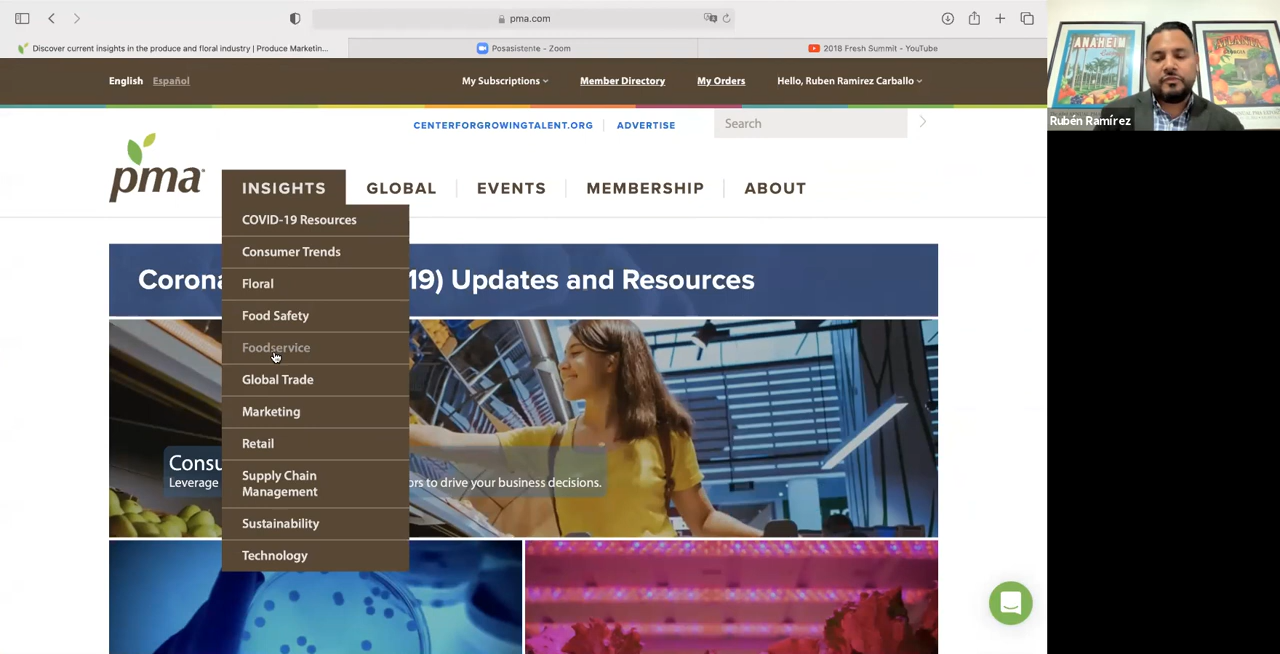 pma.com
Discover current insights in the produce and floral industry | Produce Marketin...
Posasistente - Zoom
2018 Fresh Summit - YouTube
English Español
My Subscriptions
Member Directory
My Orders
Hello, Ruben Ramirez Carballo
CENTERFORGROWINGTALENT.ORG
ADVERTISE
Search
pma
INSIGHTS
GLOBAL
EVENTS
MEMBERSHIP
ABOUT
COVID-19 Resources
Consumer Trends
Floral
Food Safety
Foodservice
Global Trade
Marketing
Retail
Supply Chain
Management
Sustainability
Technology
Corona 19) Updates and Resources
Consu
Leverage ors to drive your business decisions.
ANAHEIM
ATLANTA
Rubén Ramírez